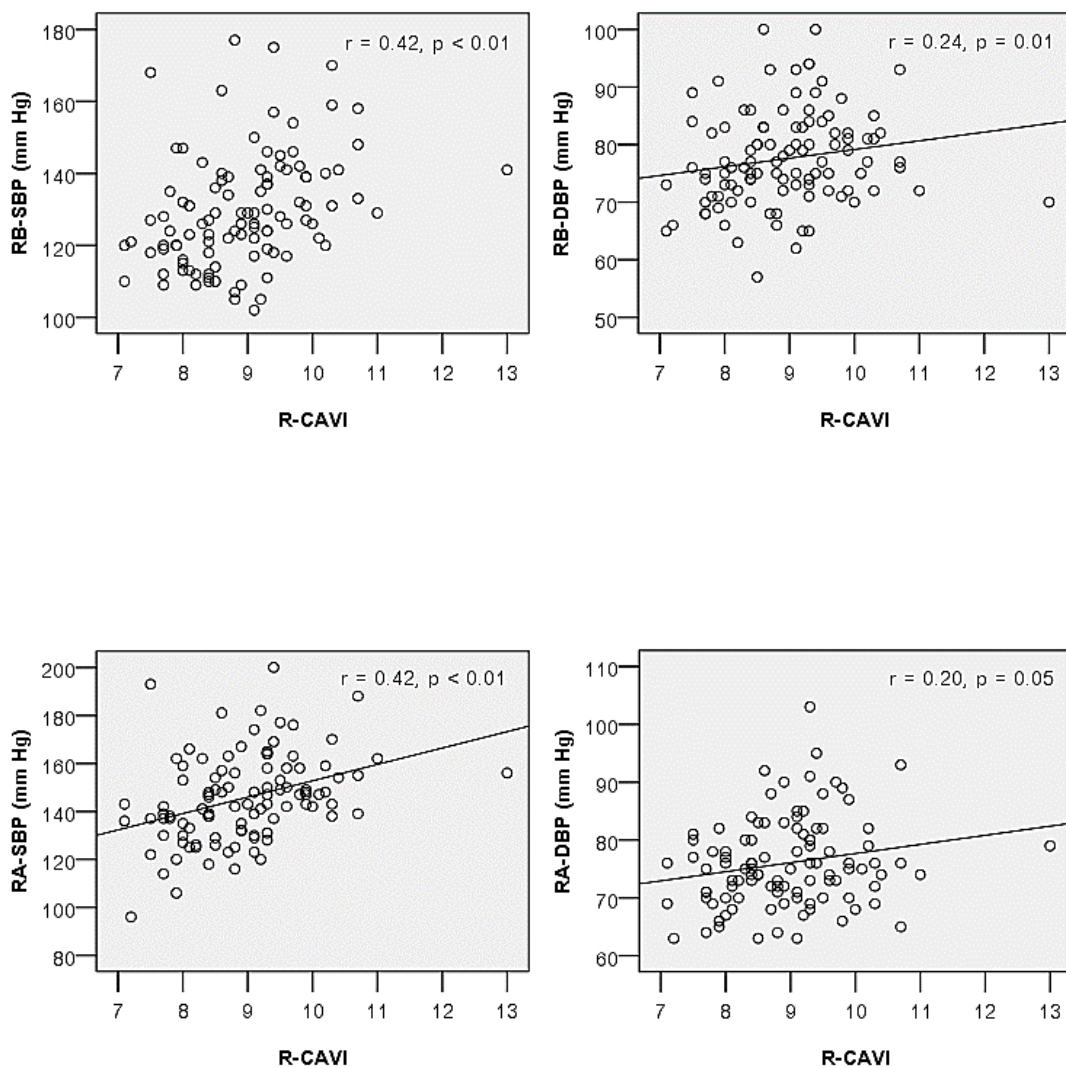 r = 0.42, p < 0.01
RB-SBP (mm Hg)
180
160
140
120
100
7 8 9 10 11 12 13
R-CAVI
r = 0.24, p = 0.01
RB-DBP (mm Hg)
100
90
80
70
60
50
7 8 9 10 11 12 13
R-CAVI
r = 0.42, p < 0.01
RA-SBP (mm Hg)
200
180
160
140
120
100
80
7 8 9 10 11 12 13
R-CAVI
r = 0.20, p = 0.05
RA-DBP (mm Hg)
110
100
90
80
70
60
7 8 9 10 11 12 13
R-CAVI